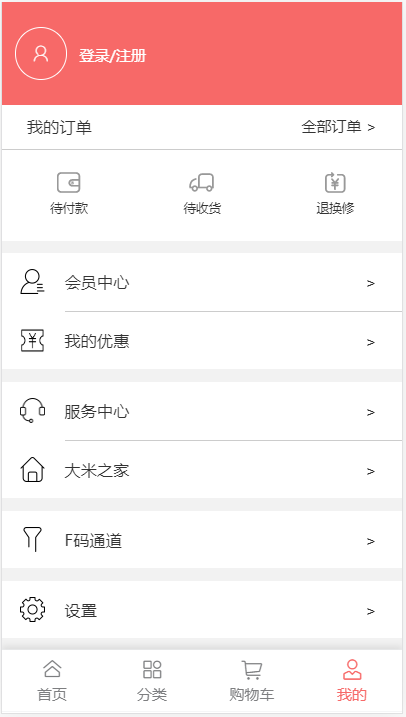 登录/注册
我的订单 全部订单 >
待付款 待收货 退换修
会员中心 >
我的优惠 >
服务中心 >
大米之家 >
F码通道 >
设置 >
首页 分类 购物车 我的